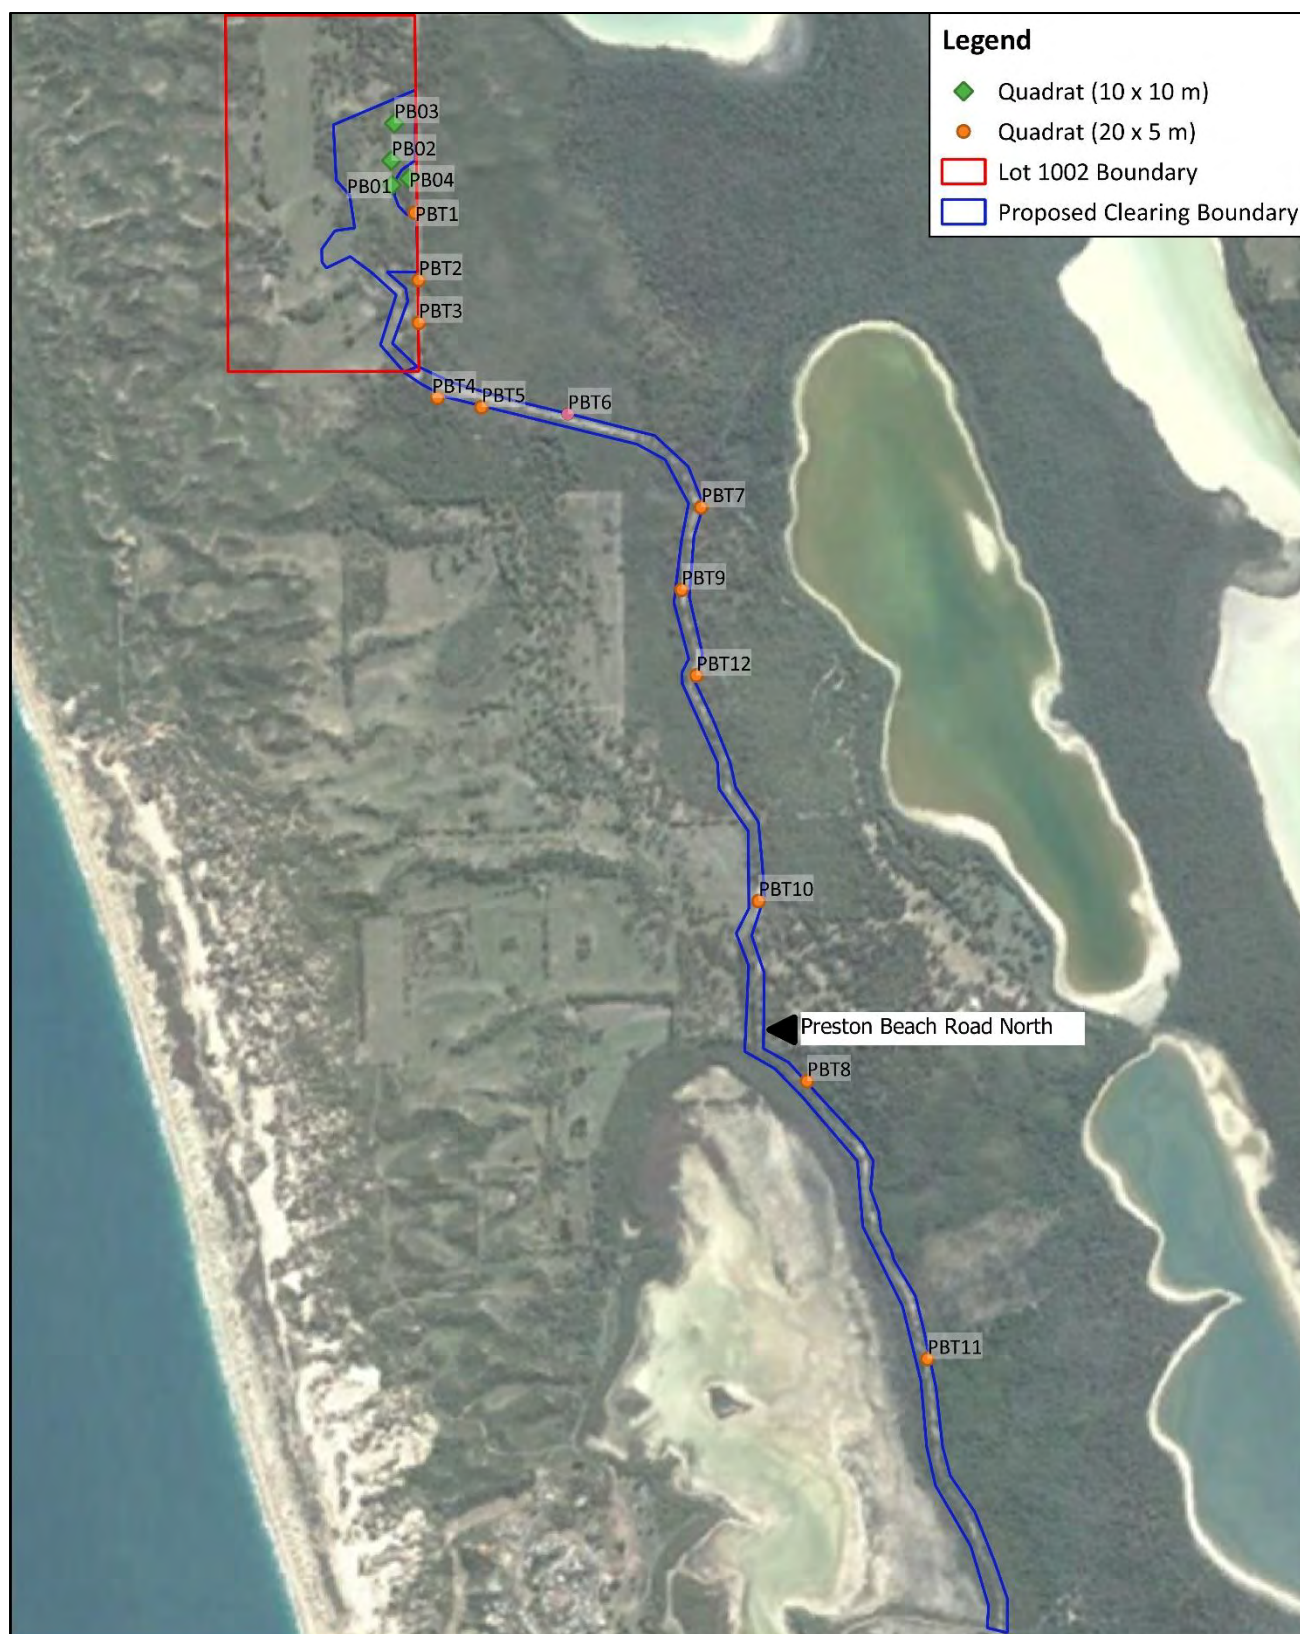 Legend
Quadrat (10 x 10 m)
Quadrat (20 x 5 m)
Lot 1002 Boundary
Proposed Clearing Boundary
PB03
PB02
PB04
PB01
PBT1
PBT2
PBT3
PBT4
PBT5
PBT6
PBT7
PBT9
PBT12
PBT10
Preston Beach Road North
PBT8
PBT11